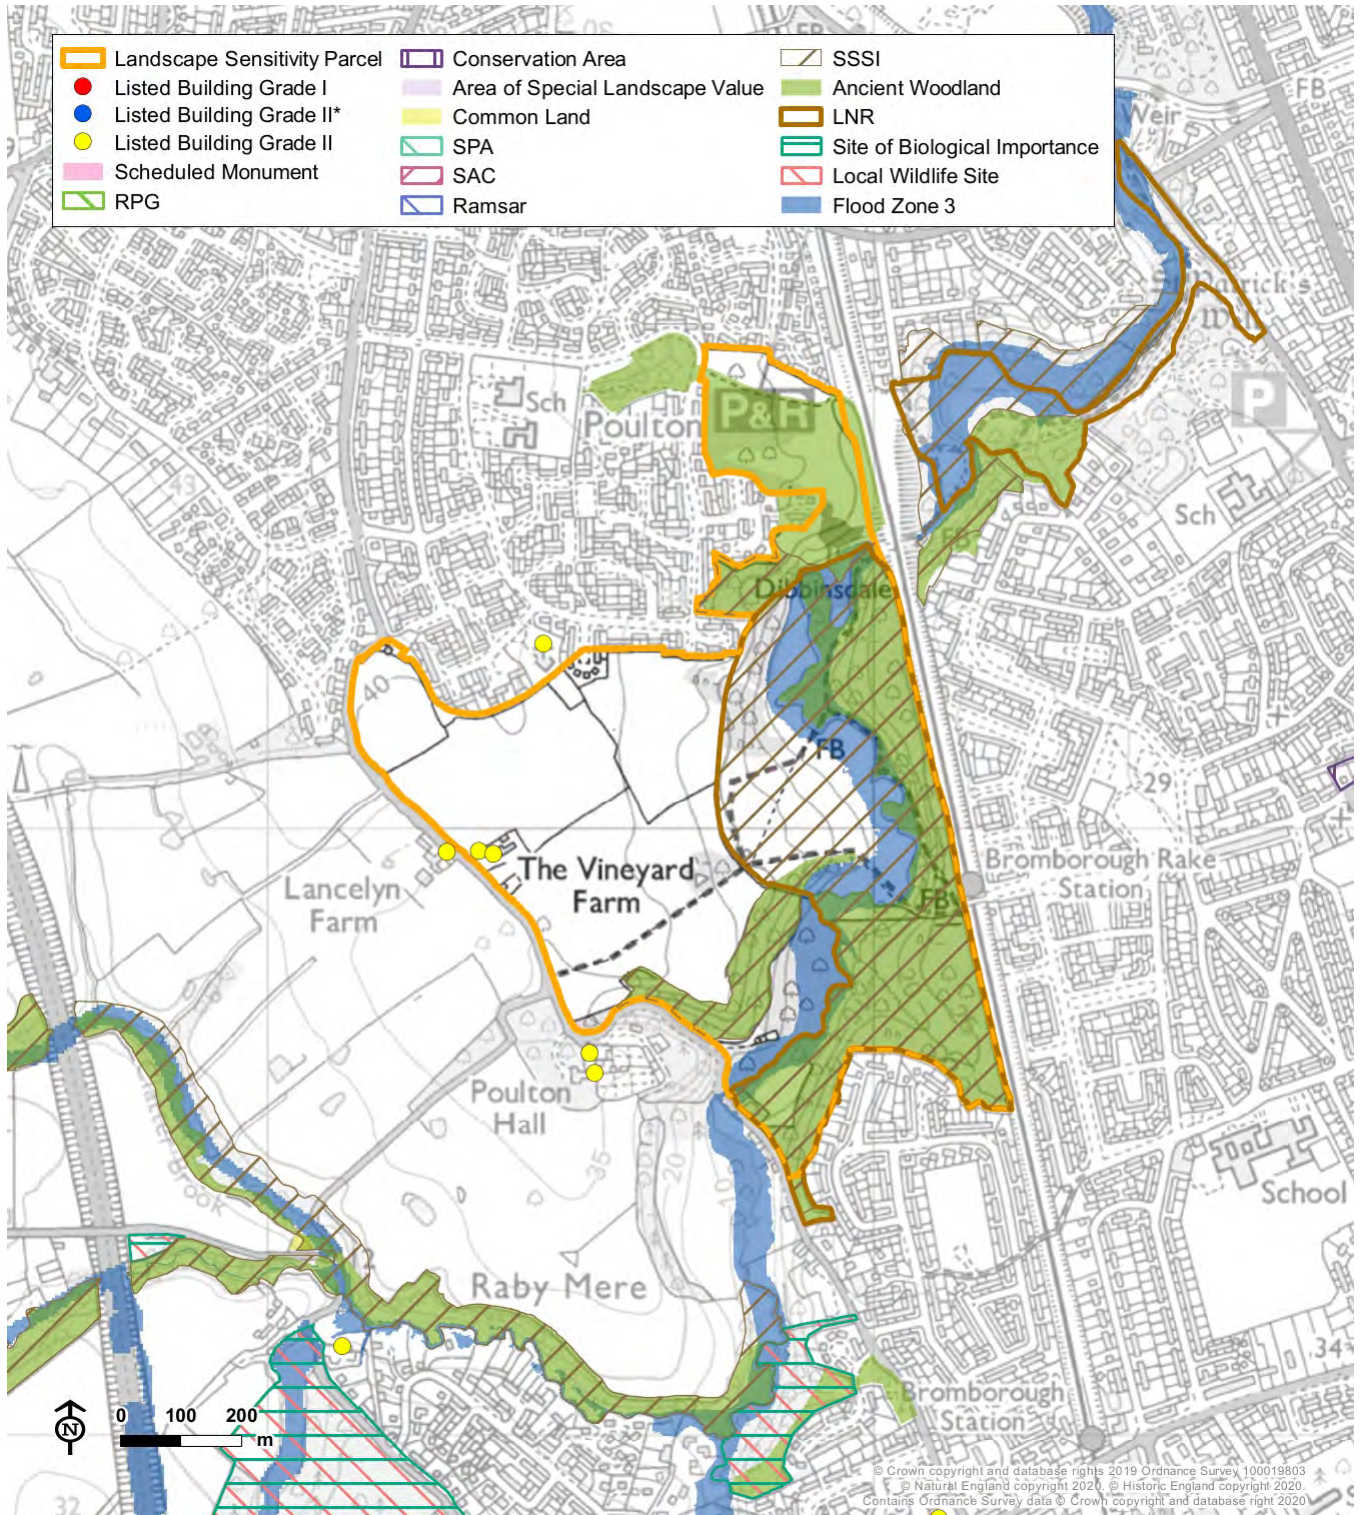 Landscape Sensitivity Parcel
Listed Building Grade I
Listed Building Grade II*
Listed Building Grade II
Scheduled Monument
RPG
Conservation Area
Area of Special Landscape Value
Common Land
SPA
SAC
Ramsar
SSSI
Ancient Woodland
LNR
Site of Biological Importance
Local Wildlife Site
Flood Zone 3
FB
Weir
P
Sch
Poulton
P&R
Sch
Dibbinsdale
40
FB
29
The Vineyard
Farm
Lancelyn
Farm
Bromborough Rake
Station
FB
Poulton
Hall
35
20
10
Brook
School
Raby Mere
34
Bromborough
Station
N
0 100 200
m
32
© Crown copyright and database rights 2019 Ordnance Survey 100019803
© Natural England copyright 2020. © Historic England copyright 2020.
Contains Ordnance Survey data © Crown copyright and database right 2020